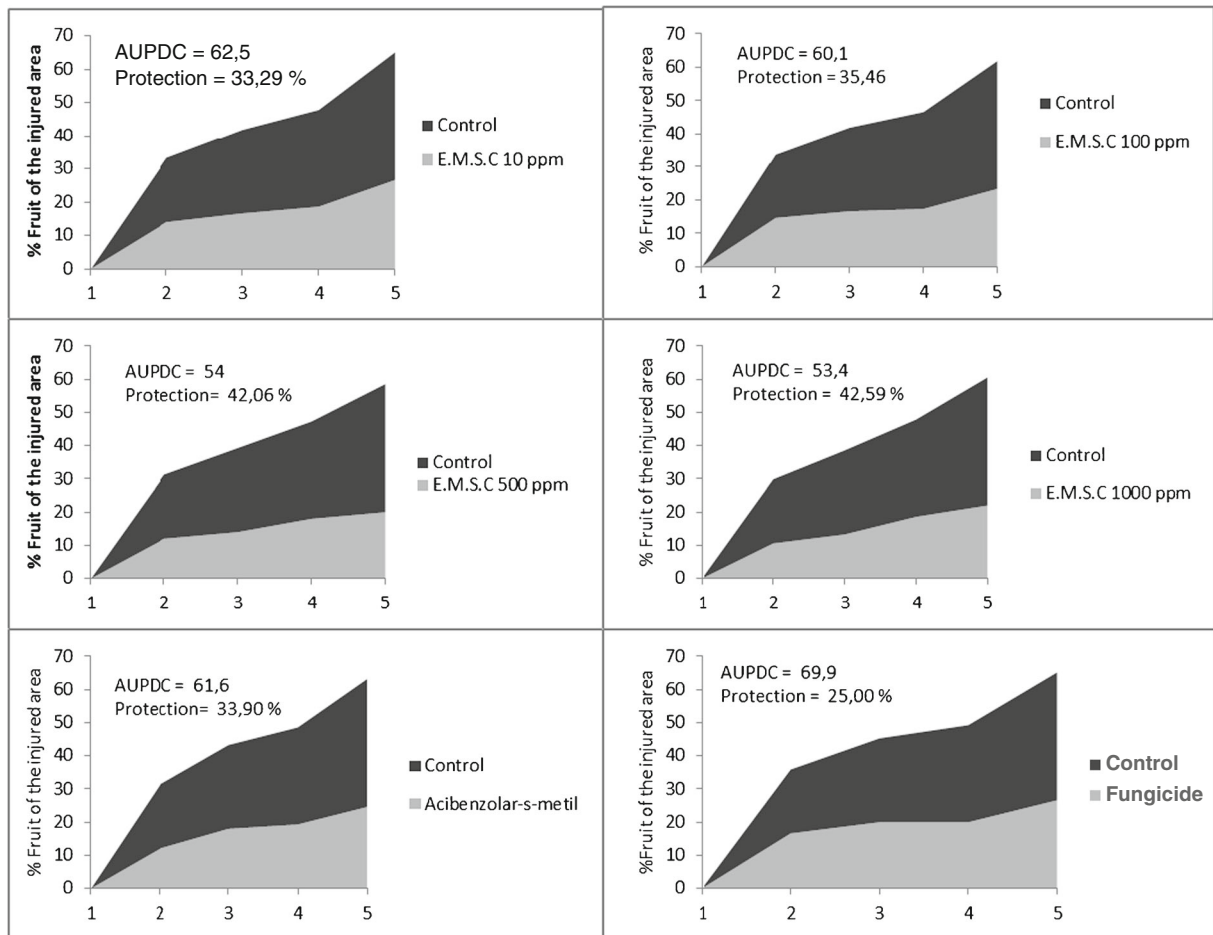 AUPDC = 62,5
Protection = 33,29 %
% Fruit of the injured area
70
60
50
40
30
20
10
0
1 2 3 4 5
Control
E.M.S.C 10 ppm
AUPDC = 60,1
Protection = 35,46
% Fruit of the injured area
70
60
50
40
30
20
10
0
1 2 3 4 5
Control
E.M.S.C 100 ppm
AUPDC = 54
Protection= 42,06 %
% Fruit of the injured area
70
60
50
40
30
20
10
0
1 2 3 4 5
Control
E.M.S.C 500 ppm
AUPDC = 53,4
Protection = 42,59 %
% Fruit of the injured area
70
60
50
40
30
20
10
0
1 2 3 4 5
Control
E.M.S.C 1000 ppm
AUPDC = 61,6
Protection= 33,90 %
% Fruit of the injured area
70
60
50
40
30
20
10
0
1 2 3 4 5
Control
Acibenzolar-s-metil
AUPDC = 69,9
Protection = 25,00 %
%Fruit of the injured area
70
60
50
40
30
20
10
0
1 2 3 4 5
Control
Fungicide